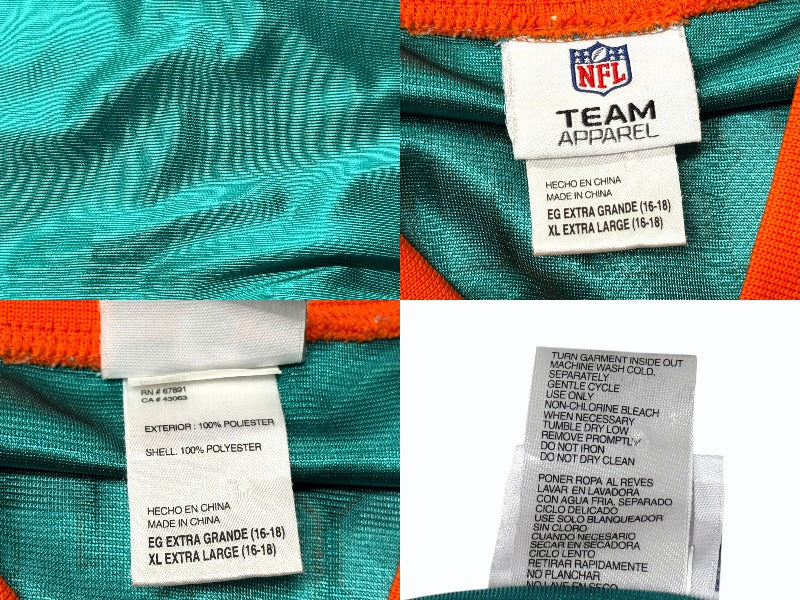 NFL
TEAM
APPAREL
HECHO EN CHINA
MADE IN CHINA
EG EXTRA GRANDE (16-18)
XL EXTRA LARGE (16-18)
RN # 67891
CA # 43063
EXTERIOR : 100% POLIESTER
SHELL: 100% POLYESTER
HECHO EN CHINA
MADE IN CHINA
EG EXTRA GRANDE (16-18)
XL EXTRA LARGE (16-18)
TURN GARMENT INSIDE OUT
MACHINE WASH COLD.
SEPARATELY
GENTLE CYCLE
USE ONLY
NON-CHLORINE BLEACH
WHEN NECESSARY
TUMBLE DRY LOW
REMOVE PROMPTLY
DO NOT IRON
DO NOT DRY CLEAN
PONER ROPA AL REVES
LAVAR EN LAVADORA
CON AGUA FRIA, SEPARADO
CICLO DELICADO
USE SOLO BLANQUEADOR
SIN CLORO
CUANDO NECESARIO
SECAR EN SECADORA
CICLO LENTO
RETIRAR RAPIDAMENTE
NO PLANCHAR
NO LAVE EN SECO